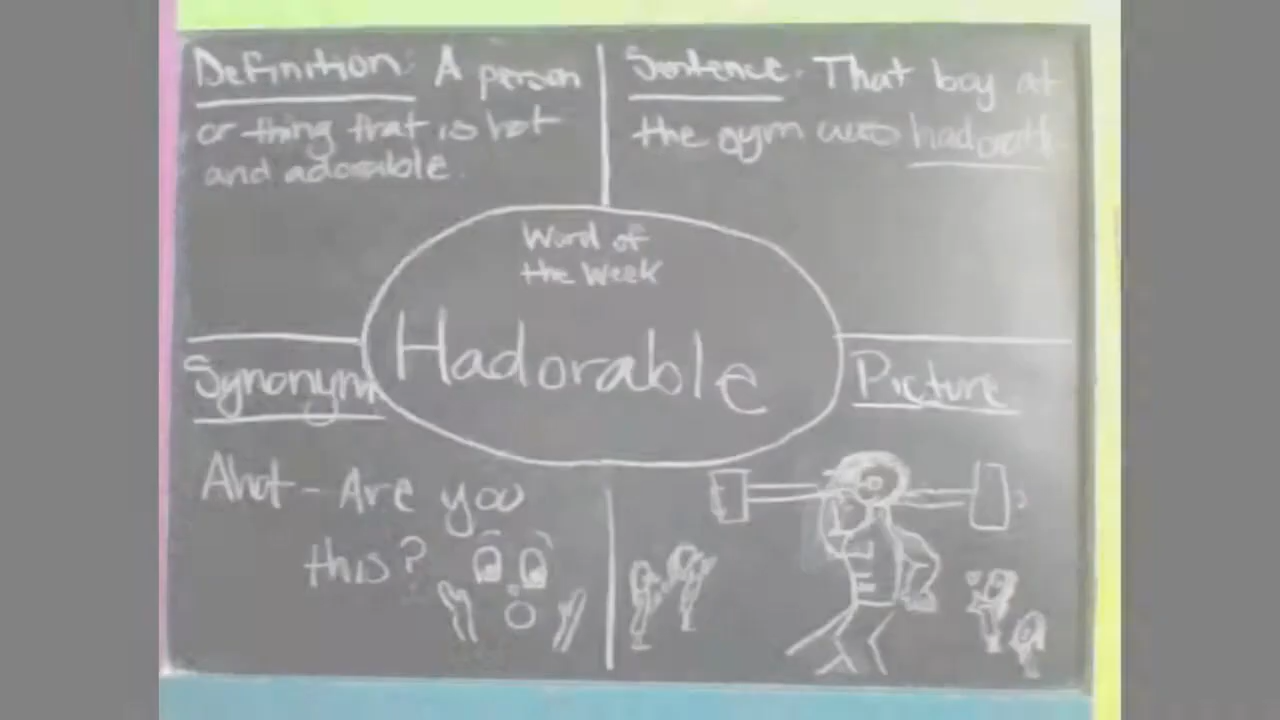 Definition: A person
or thing that is hot
and adorable.
Sentence. That boy at
the gym was hadorable
Word of
the Week
Hadorable
Synonym
Ahot - Are you
this?
Picture